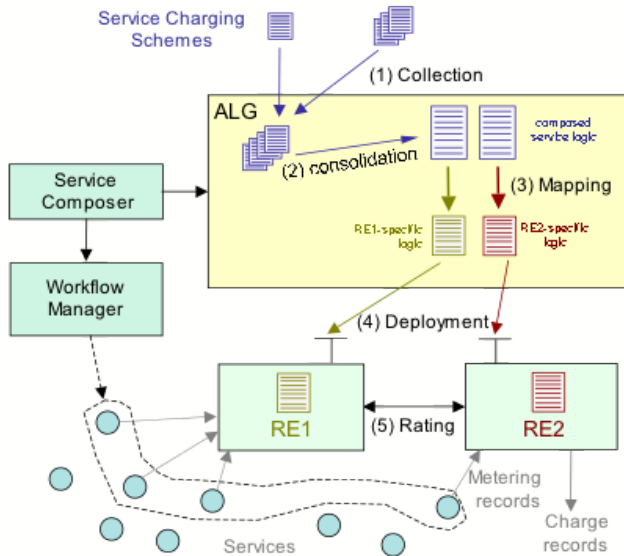 Service Charging
Schemes
(1) Collection
ALG
(2) consolidation
composed
service logic
(3) Mapping
Service
Composer
RE1-specific
logic
RE2-specific
logic
Workflow
Manager
(4) Deployment
RE1
(5) Rating
RE2
Metering
records
Services
Charge
records